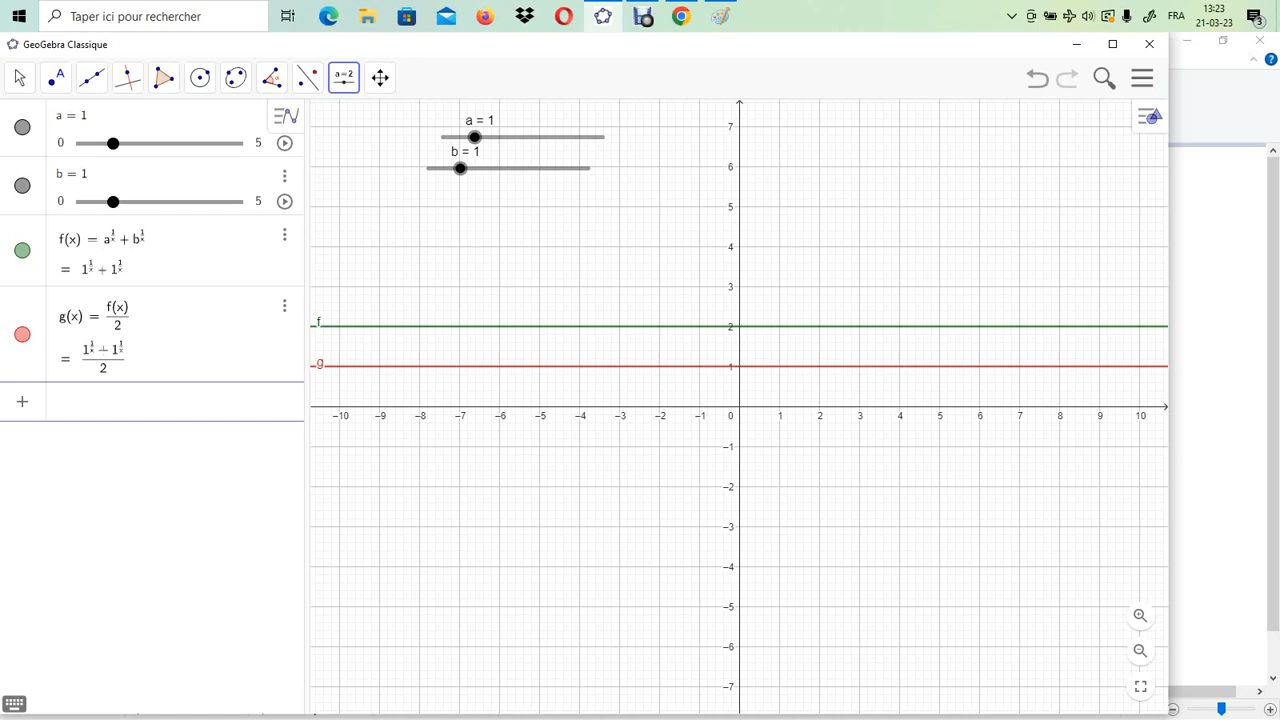 Taper ici pour rechercher
FRA
13:23
21-03-23
3
GeoGebra Classique
A
a=2
a = 1
0
5
b = 1
0
5
f(x) = a^(1/x) + b^(1/x)
= 1^(1/x) + 1^(1/x)
g(x) = f(x)/2
= (1^(1/x) + 1^(1/x))/2
a = 1
b = 1
f
g
7
6
5
4
3
2
1
–10 –9 –8 –7 –6 –5 –4 –3 –2 –1 0 1 2 3 4 5 6 7 8 9 10
–1
–2
–3
–4
–5
–6
–7